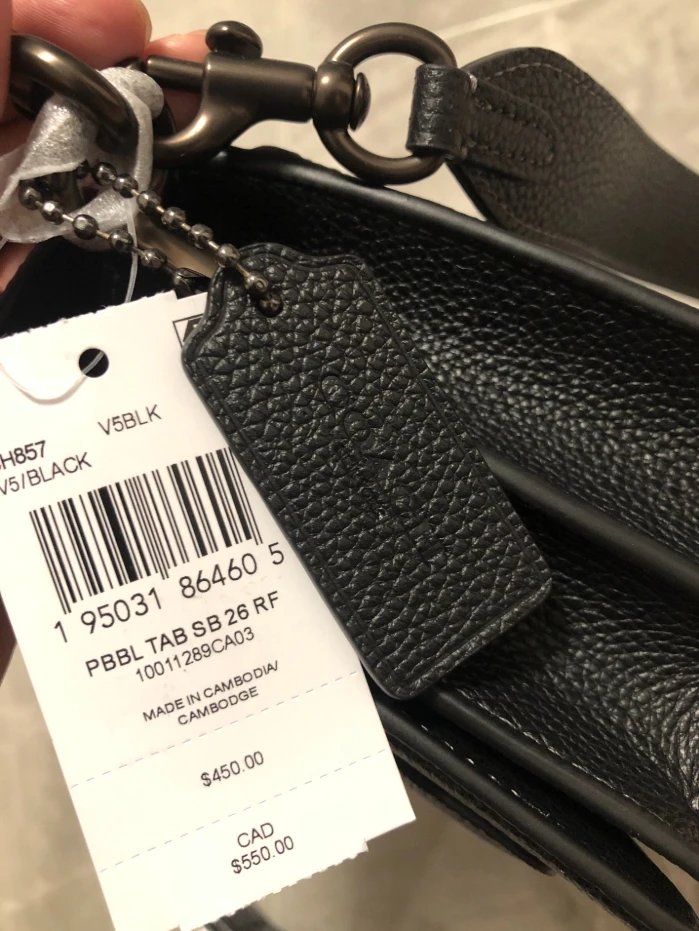 V5BLK
H857
V5/BLACK
1 95031 86460 5
PBBL TAB SB 26 RF
10011289CA03
MADE IN CAMBODIA/
CAMBODGE
$450.00
CAD
$550.00
COACH